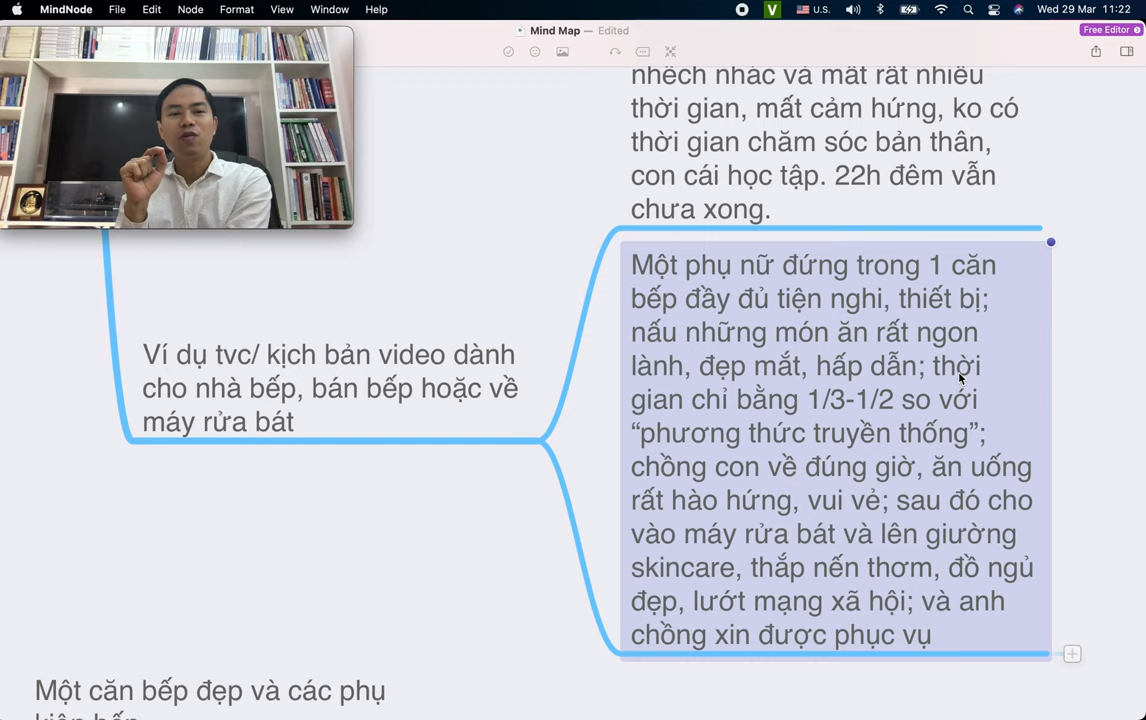 MindNode File Edit Node Format View Window Help
V U.S. Wed 29 Mar 11:22
Mind Map — Edited
Free Editor
nhếch nhác và mất rất nhiều
thời gian, mất cảm hứng, ko có
thời gian chăm sóc bản thân,
con cái học tập. 22h đêm vẫn
chưa xong.
Ví dụ tvc/ kịch bản video dành
cho nhà bếp, bán bếp hoặc về
máy rửa bát
Một phụ nữ đứng trong 1 căn
bếp đầy đủ tiện nghi, thiết bị;
nấu những món ăn rất ngon
lành, đẹp mắt, hấp dẫn; thời
gian chỉ bằng 1/3-1/2 so với
“phương thức truyền thống”;
chồng con về đúng giờ, ăn uống
rất hào hứng, vui vẻ; sau đó cho
vào máy rửa bát và lên giường
skincare, thắp nến thơm, đồ ngủ
đẹp, lướt mạng xã hội; và anh
chồng xin được phục vụ
Một căn bếp đẹp và các phụ
kiện bếp